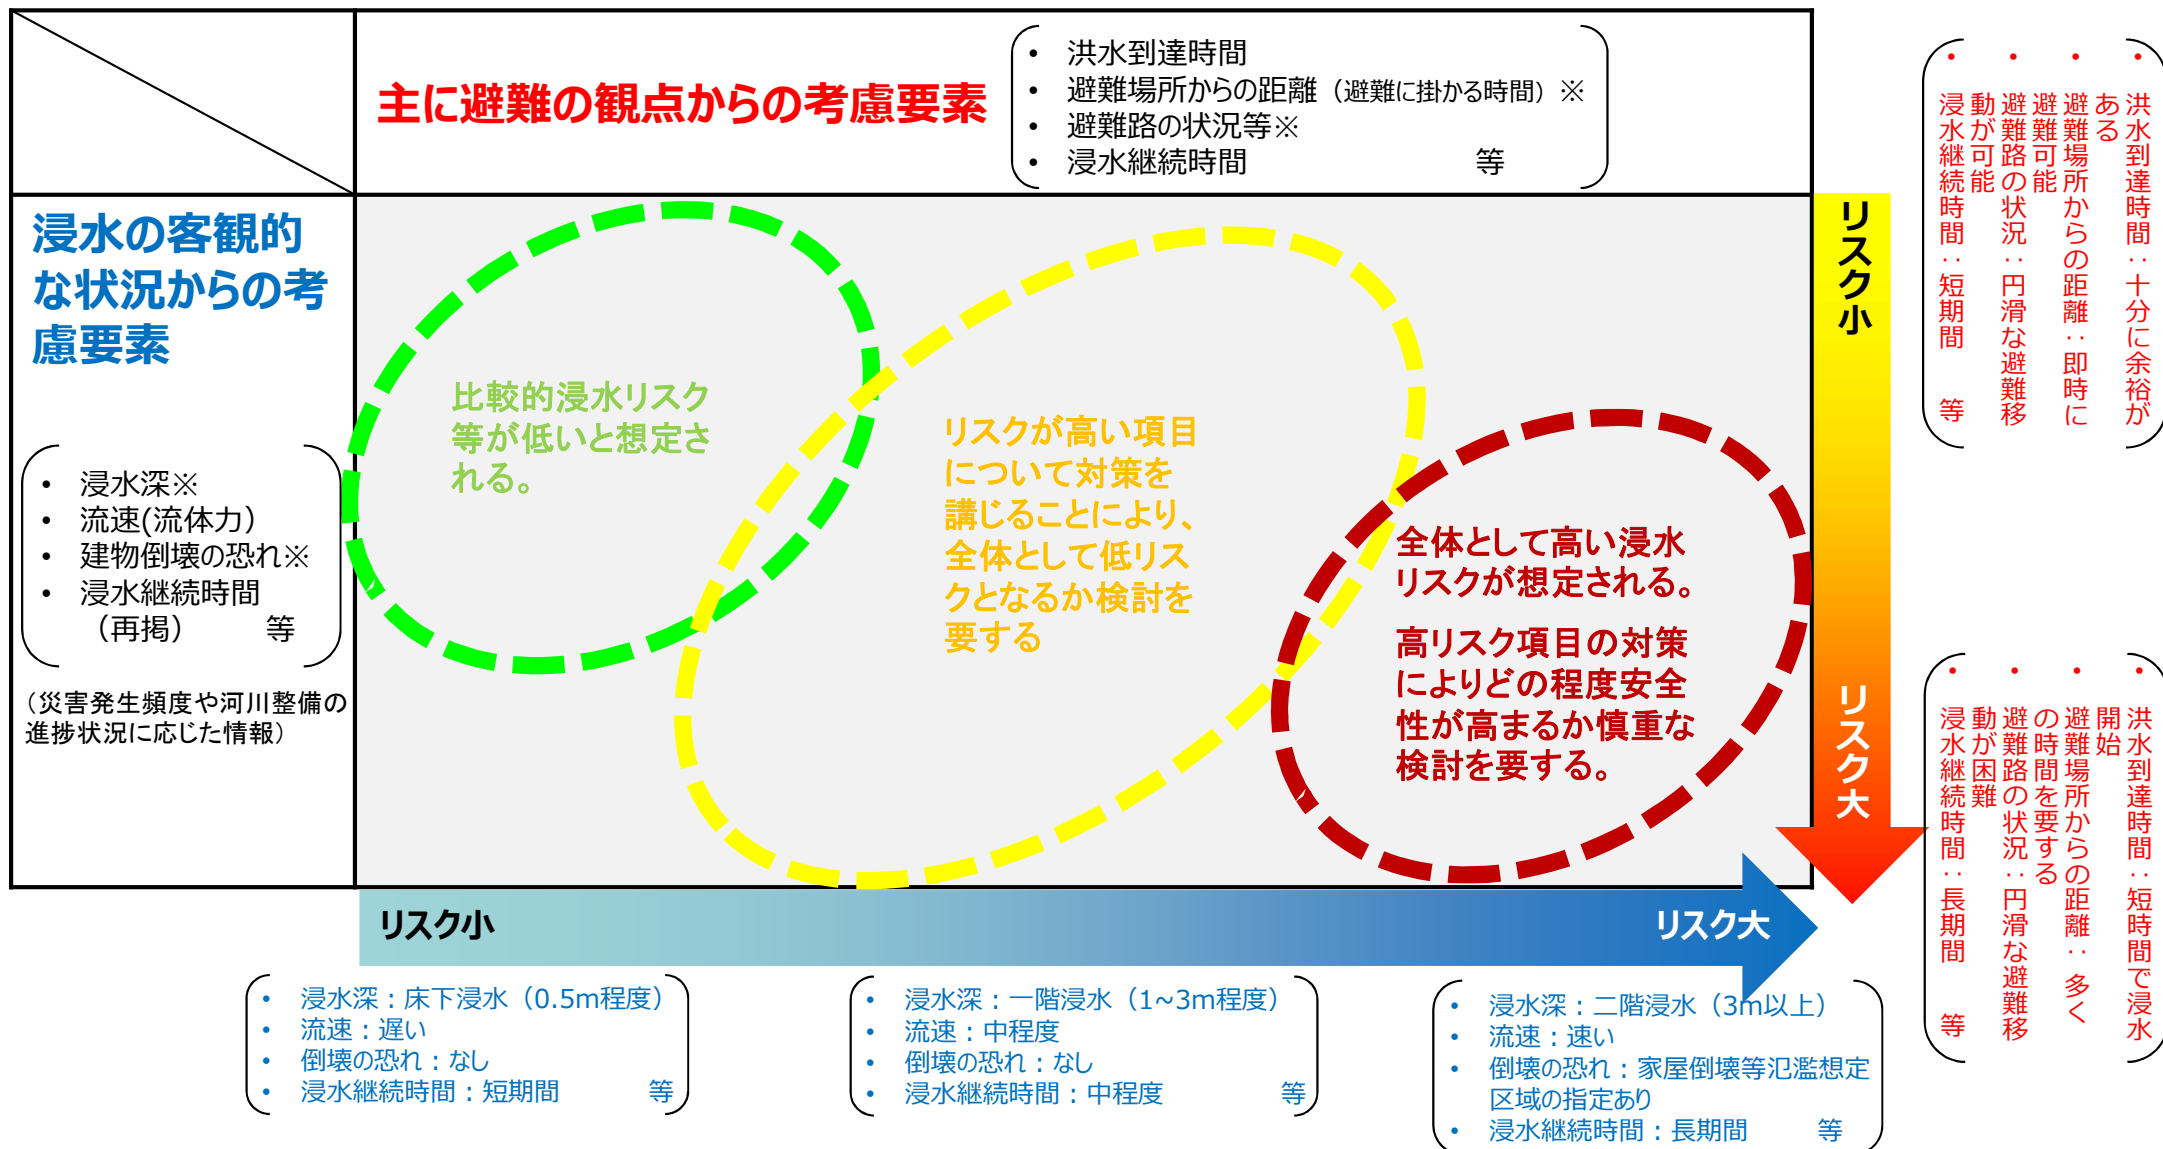 主に避難の観点からの考慮要素
• 洪水到達時間
• 避難場所からの距離（避難に掛かる時間）※
• 避難路の状況等※
• 浸水継続時間　等
浸水の客観的
な状況からの考
慮要素
• 浸水深※
• 流速(流体力）
• 建物倒壊の恐れ※
• 浸水継続時間
（再掲）　等
（災害発生頻度や河川整備の
進捗状況に応じた情報）
比較的浸水リスク
等が低いと想定さ
れる。
リスクが高い項目
について対策を
講じることにより、
全体として低リス
クとなるか検討を
要する
全体として高い浸水
リスクが想定される。
高リスク項目の対策
によりどの程度安全
性が高まるか慎重な
検討を要する。
リスク小
リスク大
・洪水到達時間：十分に余裕が
ある
・避難場所からの距離：即時に
避難可能
・避難路の状況：円滑な避難移
動が可能
・浸水継続時間：短期間　等
・洪水到達時間：短時間で浸水
開始
・避難場所からの距離：多く
の時間を要する
・避難路の状況：円滑な避難移
動が困難
・浸水継続時間：長期間　等
リスク小
リスク大
• 浸水深：床下浸水（0.5m程度）
• 流速：遅い
• 倒壊の恐れ：なし
• 浸水継続時間：短期間　等
• 浸水深：一階浸水（1~3m程度）
• 流速：中程度
• 倒壊の恐れ：なし
• 浸水継続時間：中程度　等
• 浸水深：二階浸水（3m以上）
• 流速：速い
• 倒壊の恐れ：家屋倒壊等氾濫想定
区域の指定あり
• 浸水継続時間：長期間　等